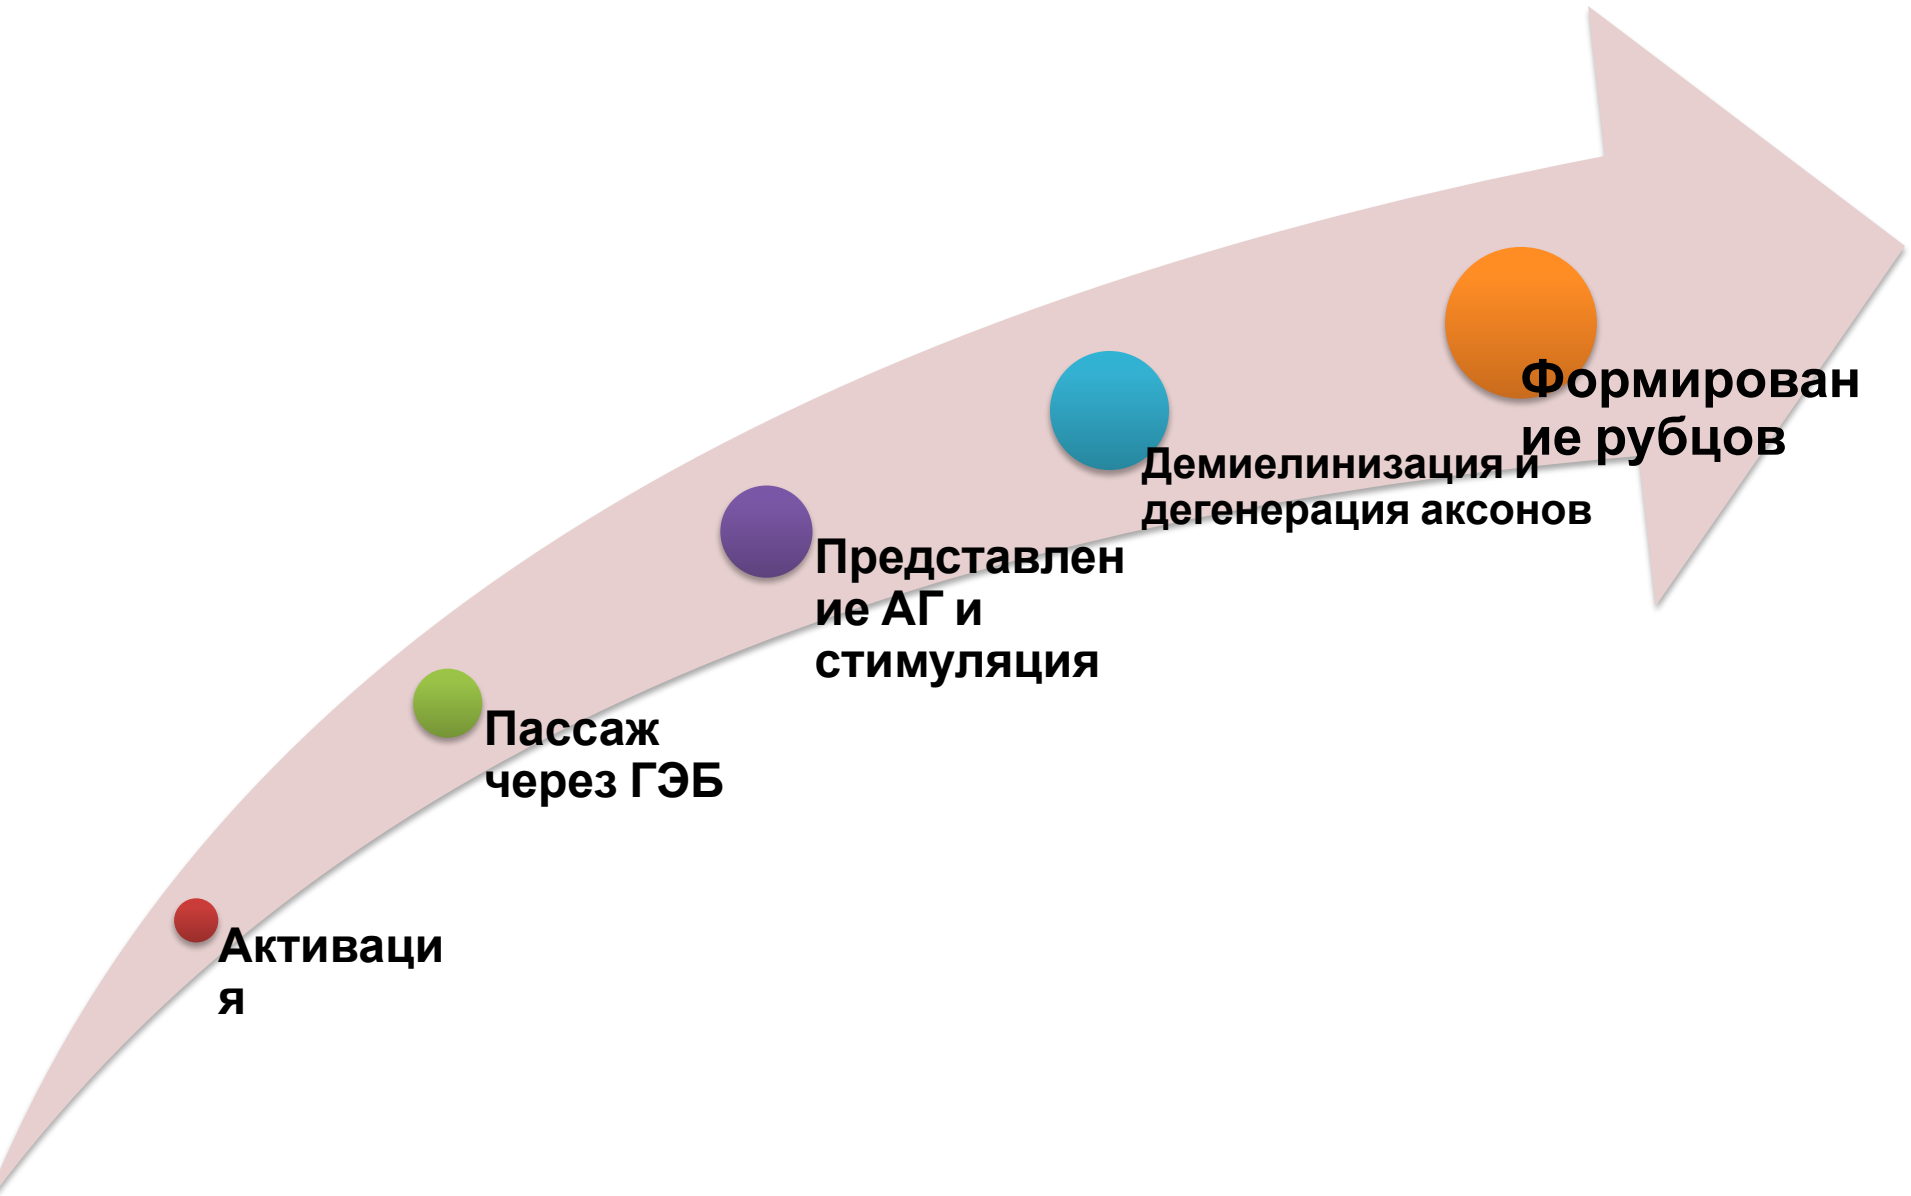 Активаци
я
Пассаж
через ГЭБ
Представлен
ие АГ и
стимуляция
Демиелинизация и
дегенерация аксонов
Формирован
ие рубцов